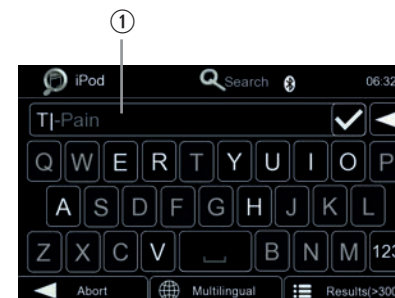 1
iPod Search 06:32
T|-Pain
Q W E R T Y U I O P
A S D F G H J K L
Z X C V B N M 123
Abort Multilingual Results(>300